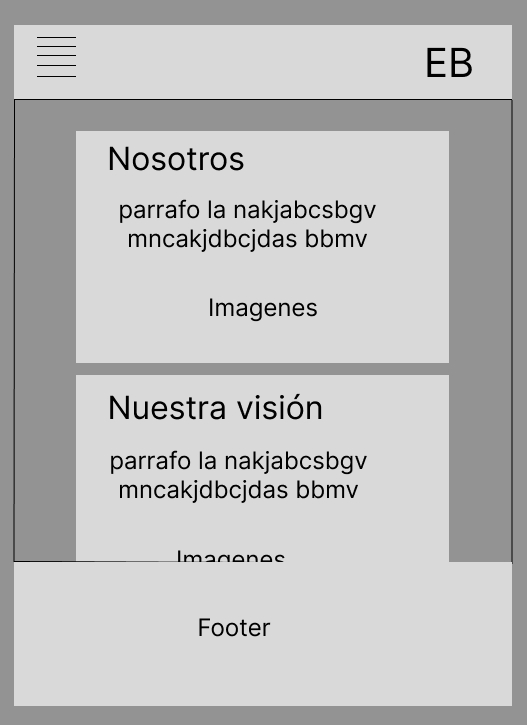 EB
Nosotros
parrafo la nakjabcsbgv
mncakjdbcjdas bbmv
Imagenes
Nuestra visión
parrafo la nakjabcsbgv
mncakjdbcjdas bbmv
Imagenes
Footer